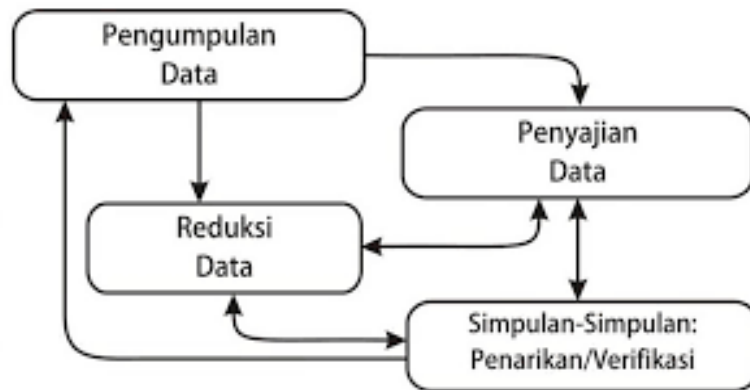 Pengumpulan
Data
Penyajian
Data
Reduksi
Data
Simpulan-Simpulan:
Penarikan/Verifikasi